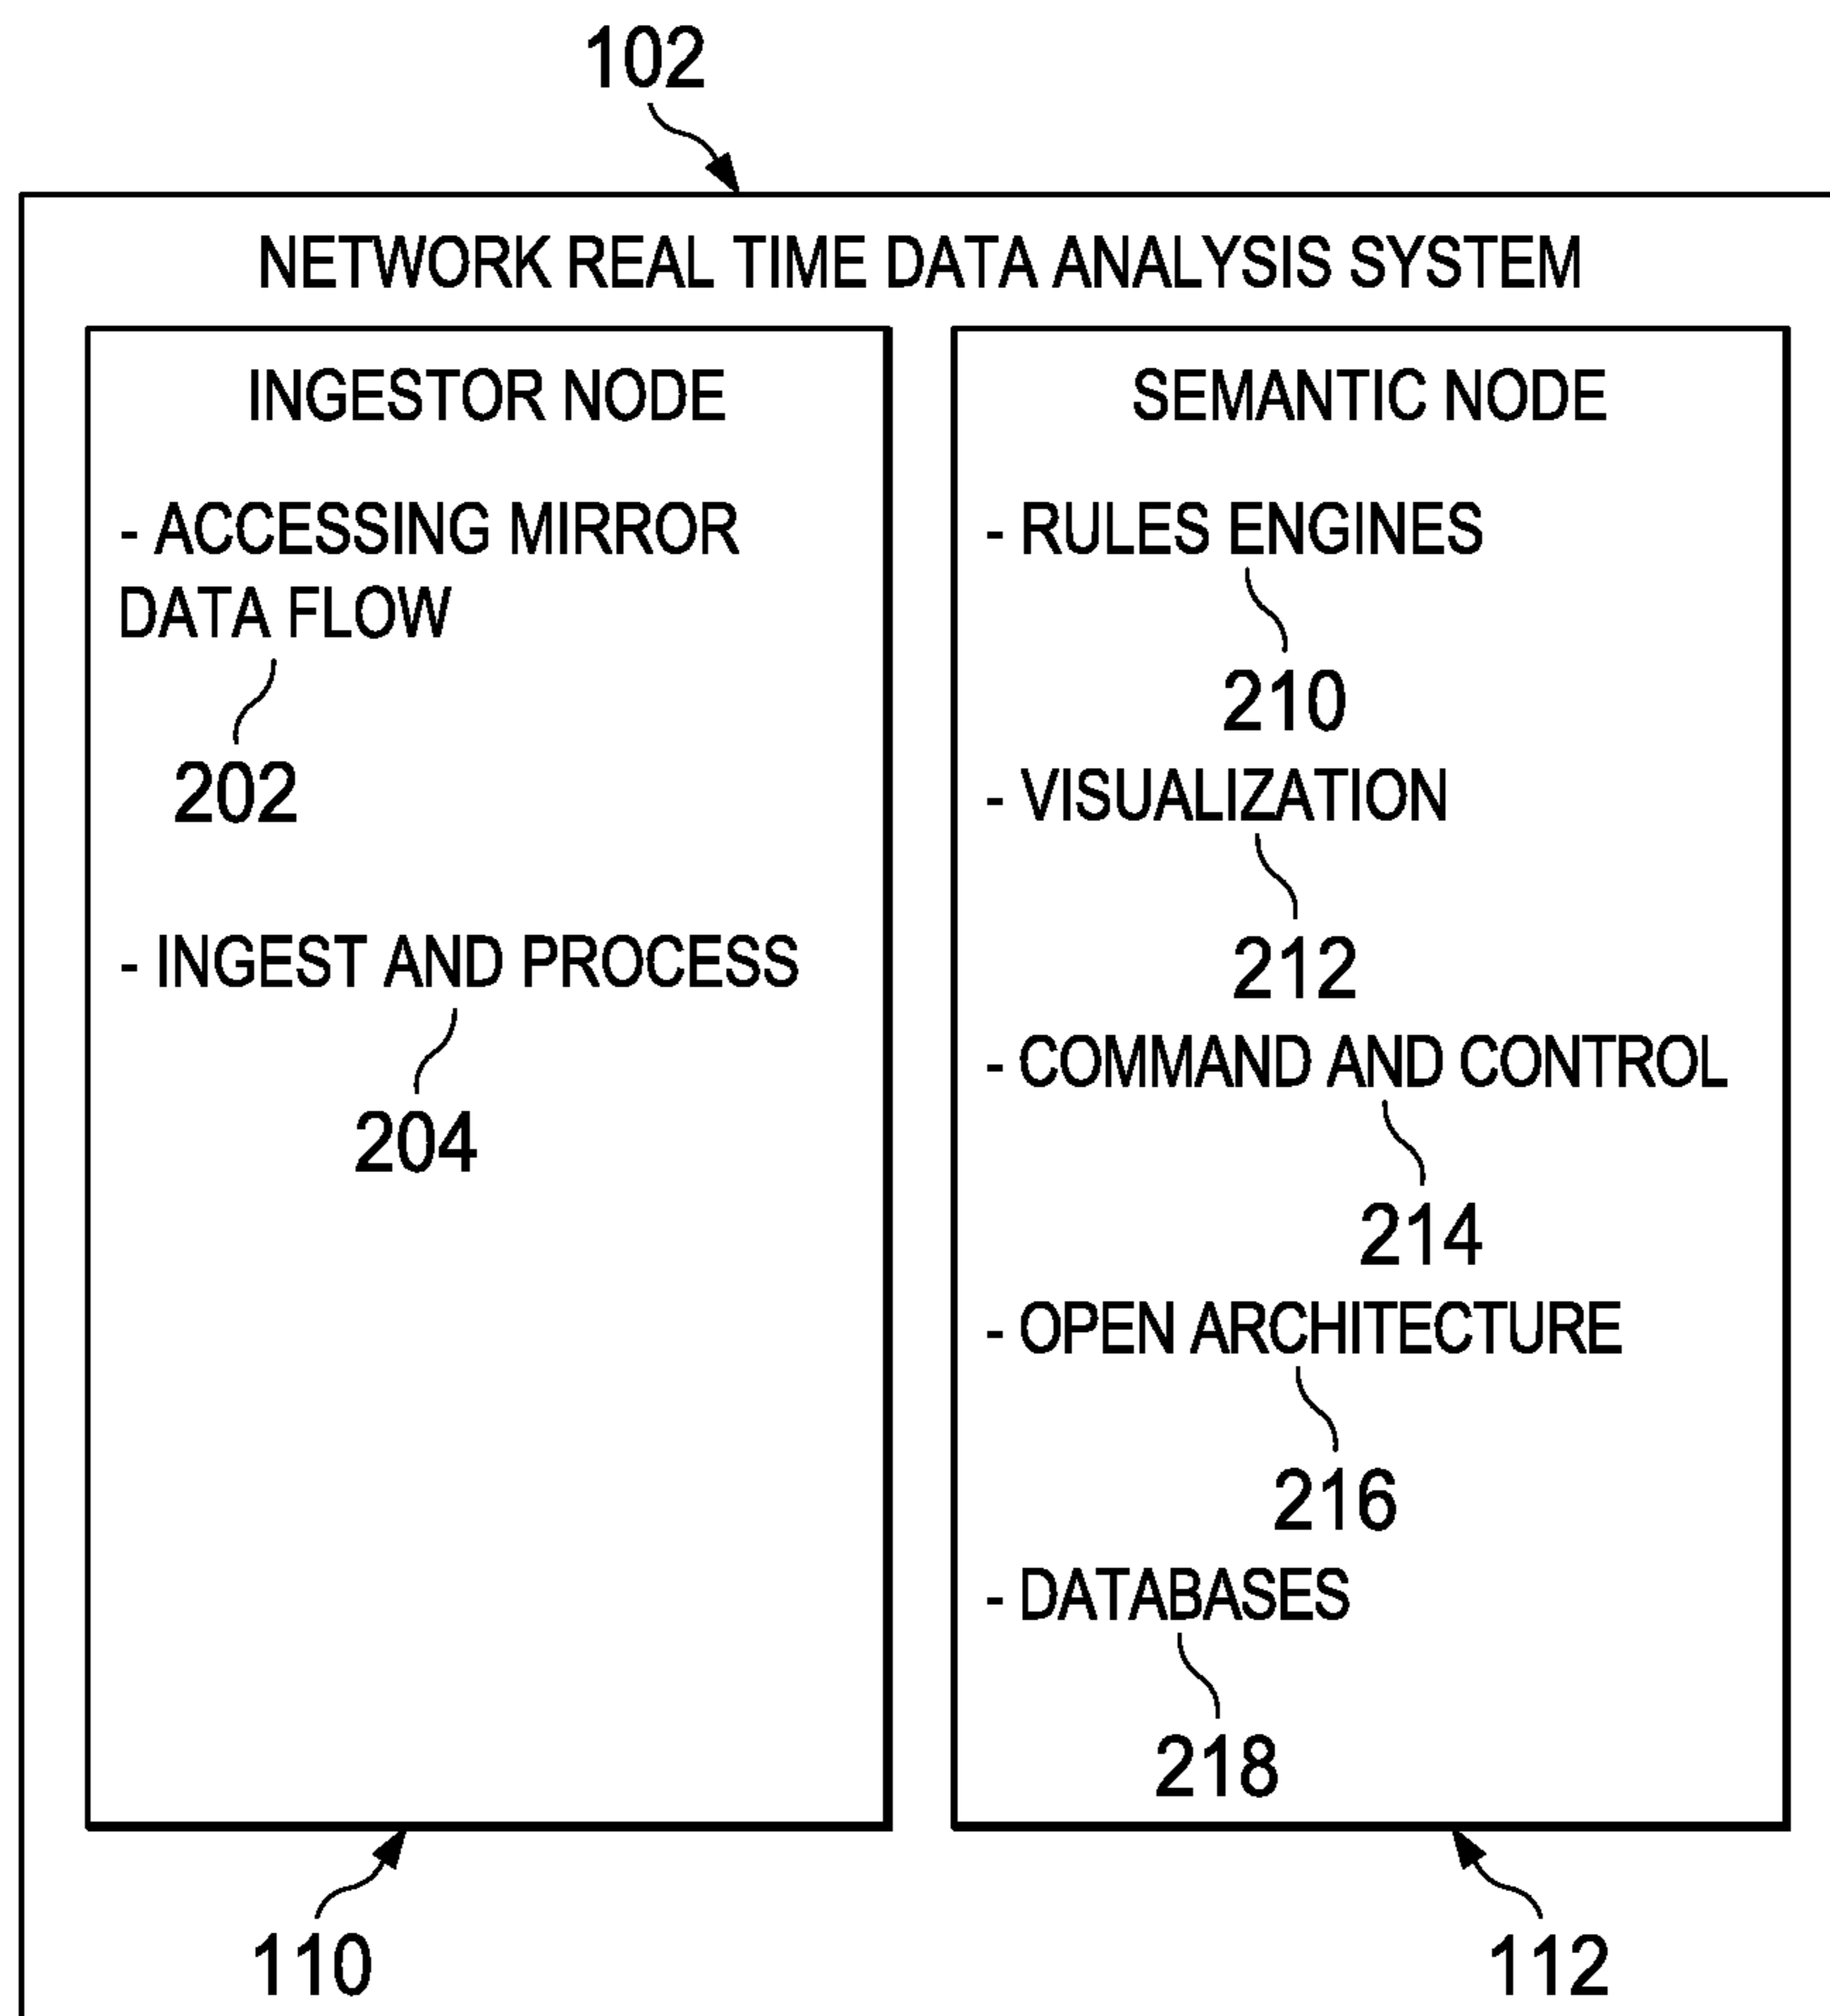 102
NETWORK REAL TIME DATA ANALYSIS SYSTEM
INGESTOR NODE
- ACCESSING MIRROR
DATA FLOW
202
- INGEST AND PROCESS
204
110
SEMANTIC NODE
- RULES ENGINES
210
- VISUALIZATION
212
- COMMAND AND CONTROL
214
- OPEN ARCHITECTURE
216
- DATABASES
218
112